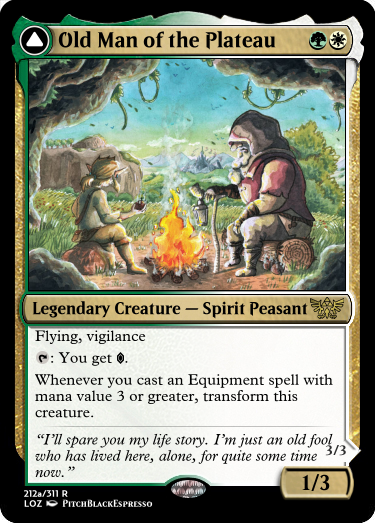 Old Man of the Plateau
Legendary Creature — Spirit Peasant
Flying, vigilance
: You get .
Whenever you cast an Equipment spell with
mana value 3 or greater, transform this
creature.
“I'll spare you my life story. I'm just an old fool
who has lived here, alone, for quite some time
now.”
3/3
1/3
212a/311 R
LOZ PitchBlackEspresso